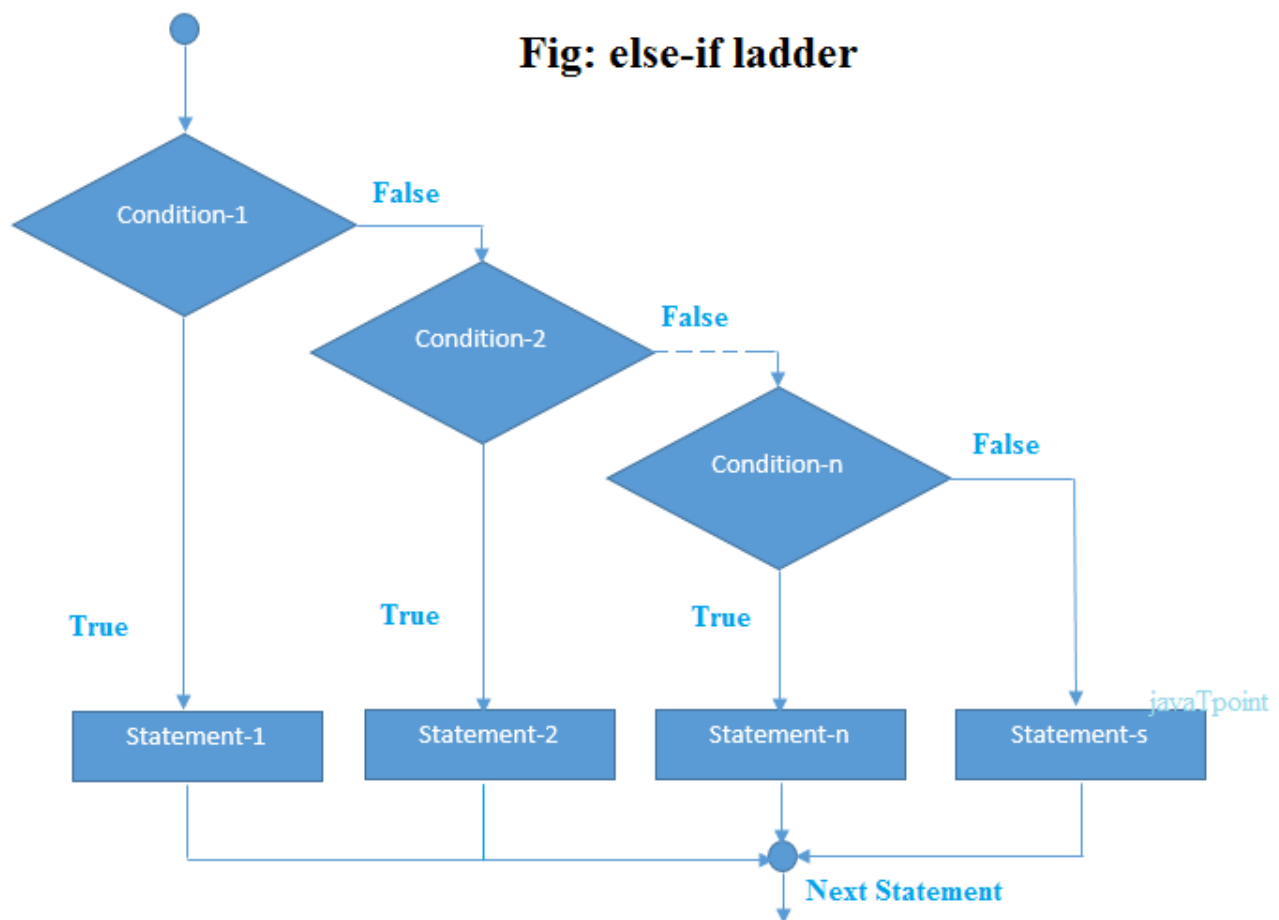 Fig: else-if ladder
Condition-1
False
Condition-2
False
Condition-n
False
True
True
True
Statement-1
Statement-2
Statement-n
Statement-s
javaTpoint
Next Statement